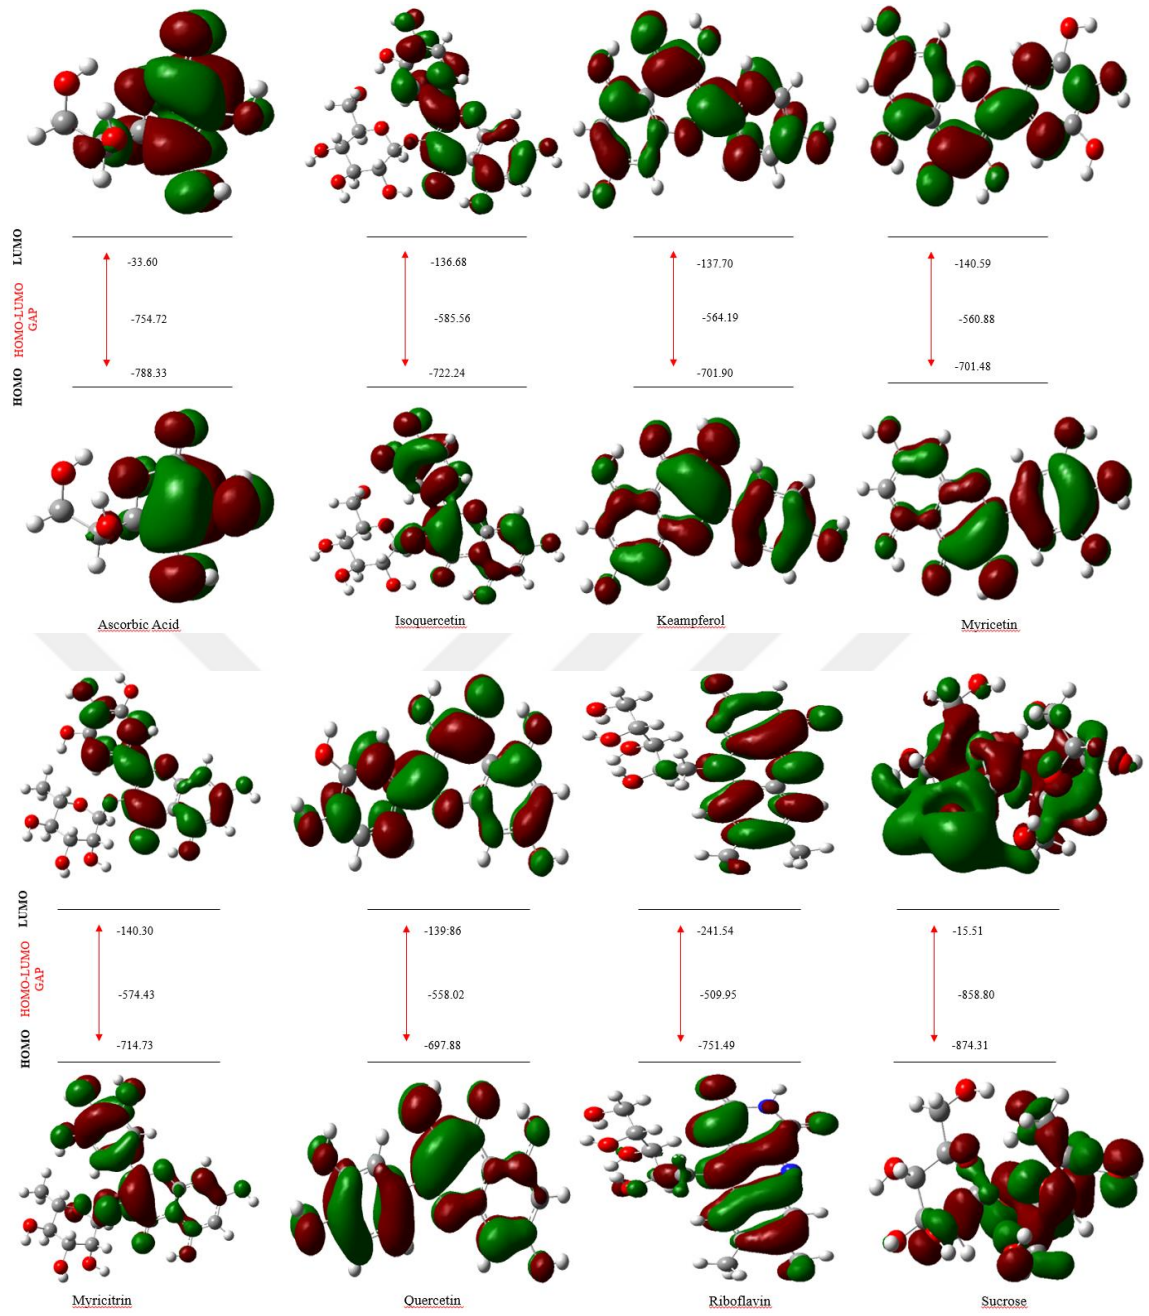 LUMO
HOMO-LUMO
GAP
HOMO
-33.60
-754.72
-788.33
-136.68
-585.56
-722.24
-137.70
-564.19
-701.90
-140.59
-560.88
-701.48
Ascorbic Acid
Isoquercetin
Keampferol
Myricetin
LUMO
HOMO-LUMO
GAP
HOMO
-140.30
-574.43
-714.73
-139.86
-558.02
-697.88
-241.54
-509.95
-751.49
-15.51
-858.80
-874.31
Myricitrin
Quercetin
Riboflavin
Sucrose